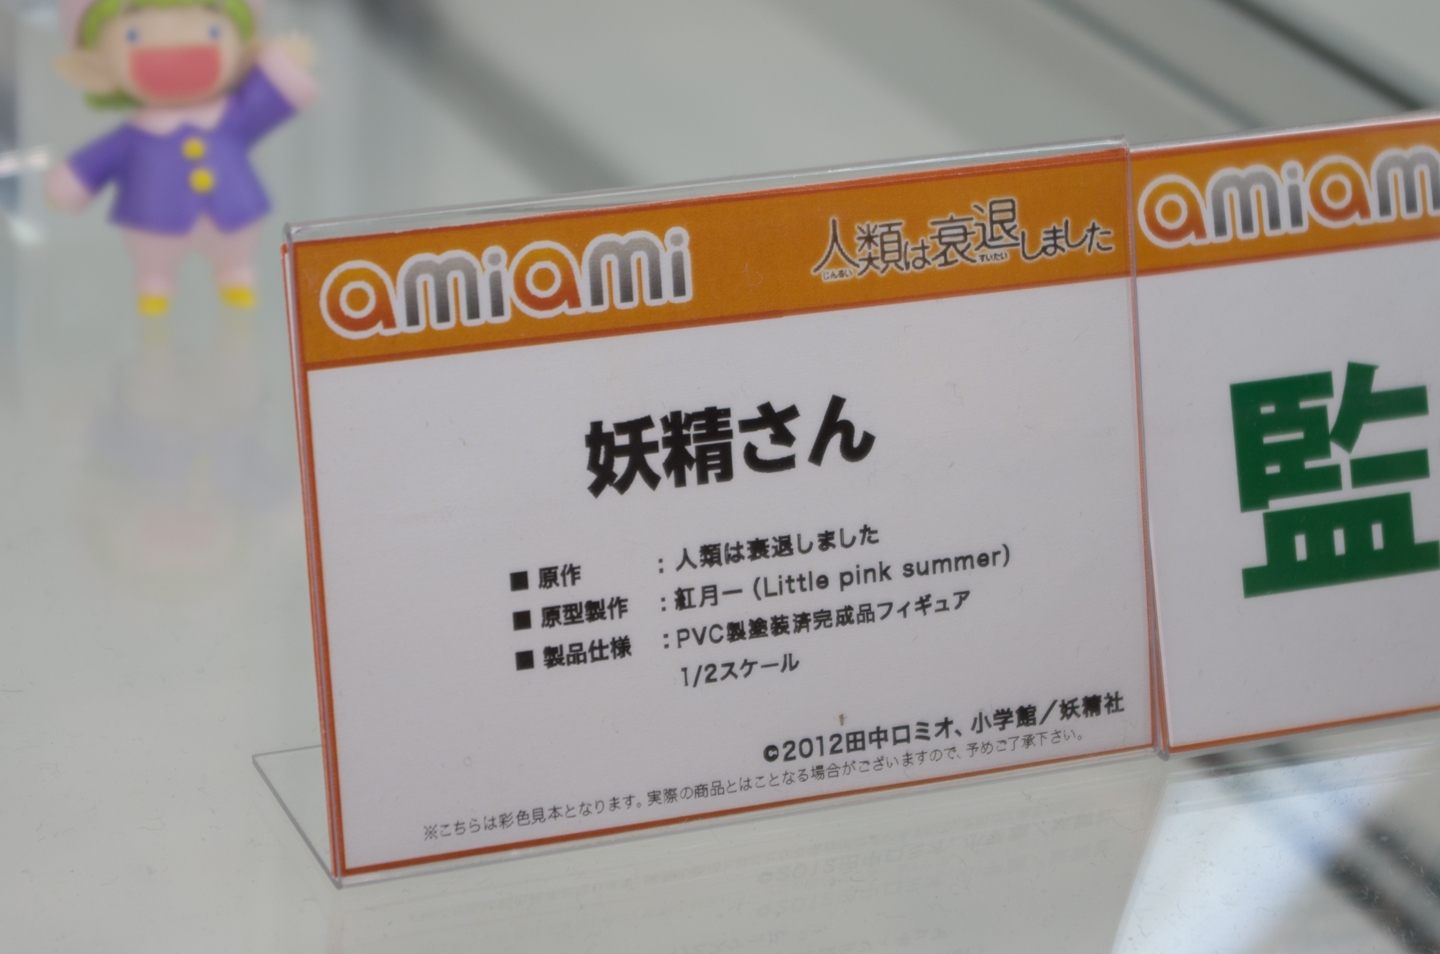 amiami 人類は衰退しました
じんるい すいたい
妖精さん
■ 原作 : 人類は衰退しました
■ 原型製作 : 紅月一 (Little pink summer)
■ 製品仕様 : PVC製塗装済完成品フィギュア
1/2スケール
©2012田中ロミオ、小学館／妖精社
※こちらは彩色見本となります。実際の商品とはことなる場合がございますので、予めご了承下さい。
amiam
監